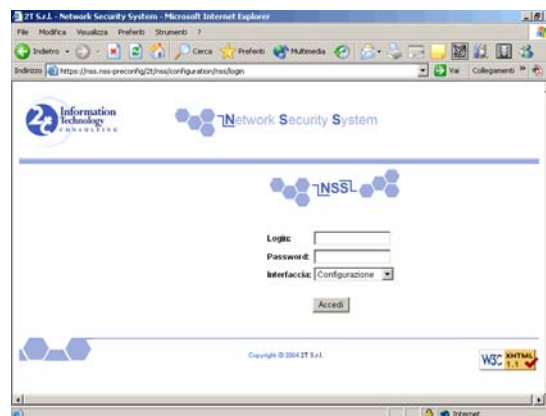 2T S.r.l. - Network Security System - Microsoft Internet Explorer
File Modifica Visualizza Preferiti Strumenti ?
Indietro Cerca Preferiti Multimedia
Indirizzo https://nss.nss-preconfig/2t/nss/configuration/nss/login Vai Collegamenti »
Information
Technology
CONSULTING
Network Security System
NSSL
Login:
Password:
Interfaccia: Configurazione
Accedi
Copyright © 2004 2T S.r.l.
W3C XHTML 1.1
Internet